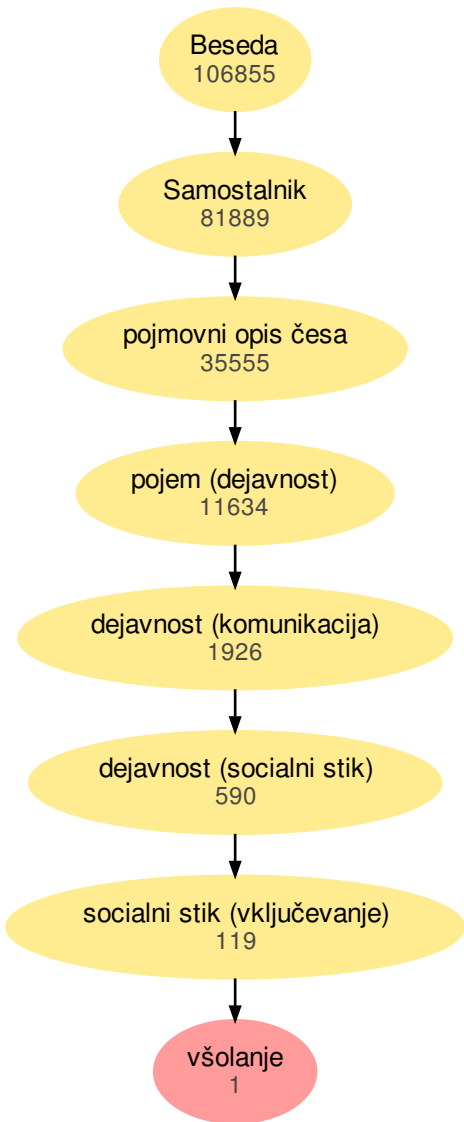 Beseda
106855
Samostalnik
81889
pojmovni opis česa
35555
pojem (dejavnost)
11634
dejavnost (komunikacija)
1926
dejavnost (socialni stik)
590
socialni stik (vključevanje)
119
všolanje
1